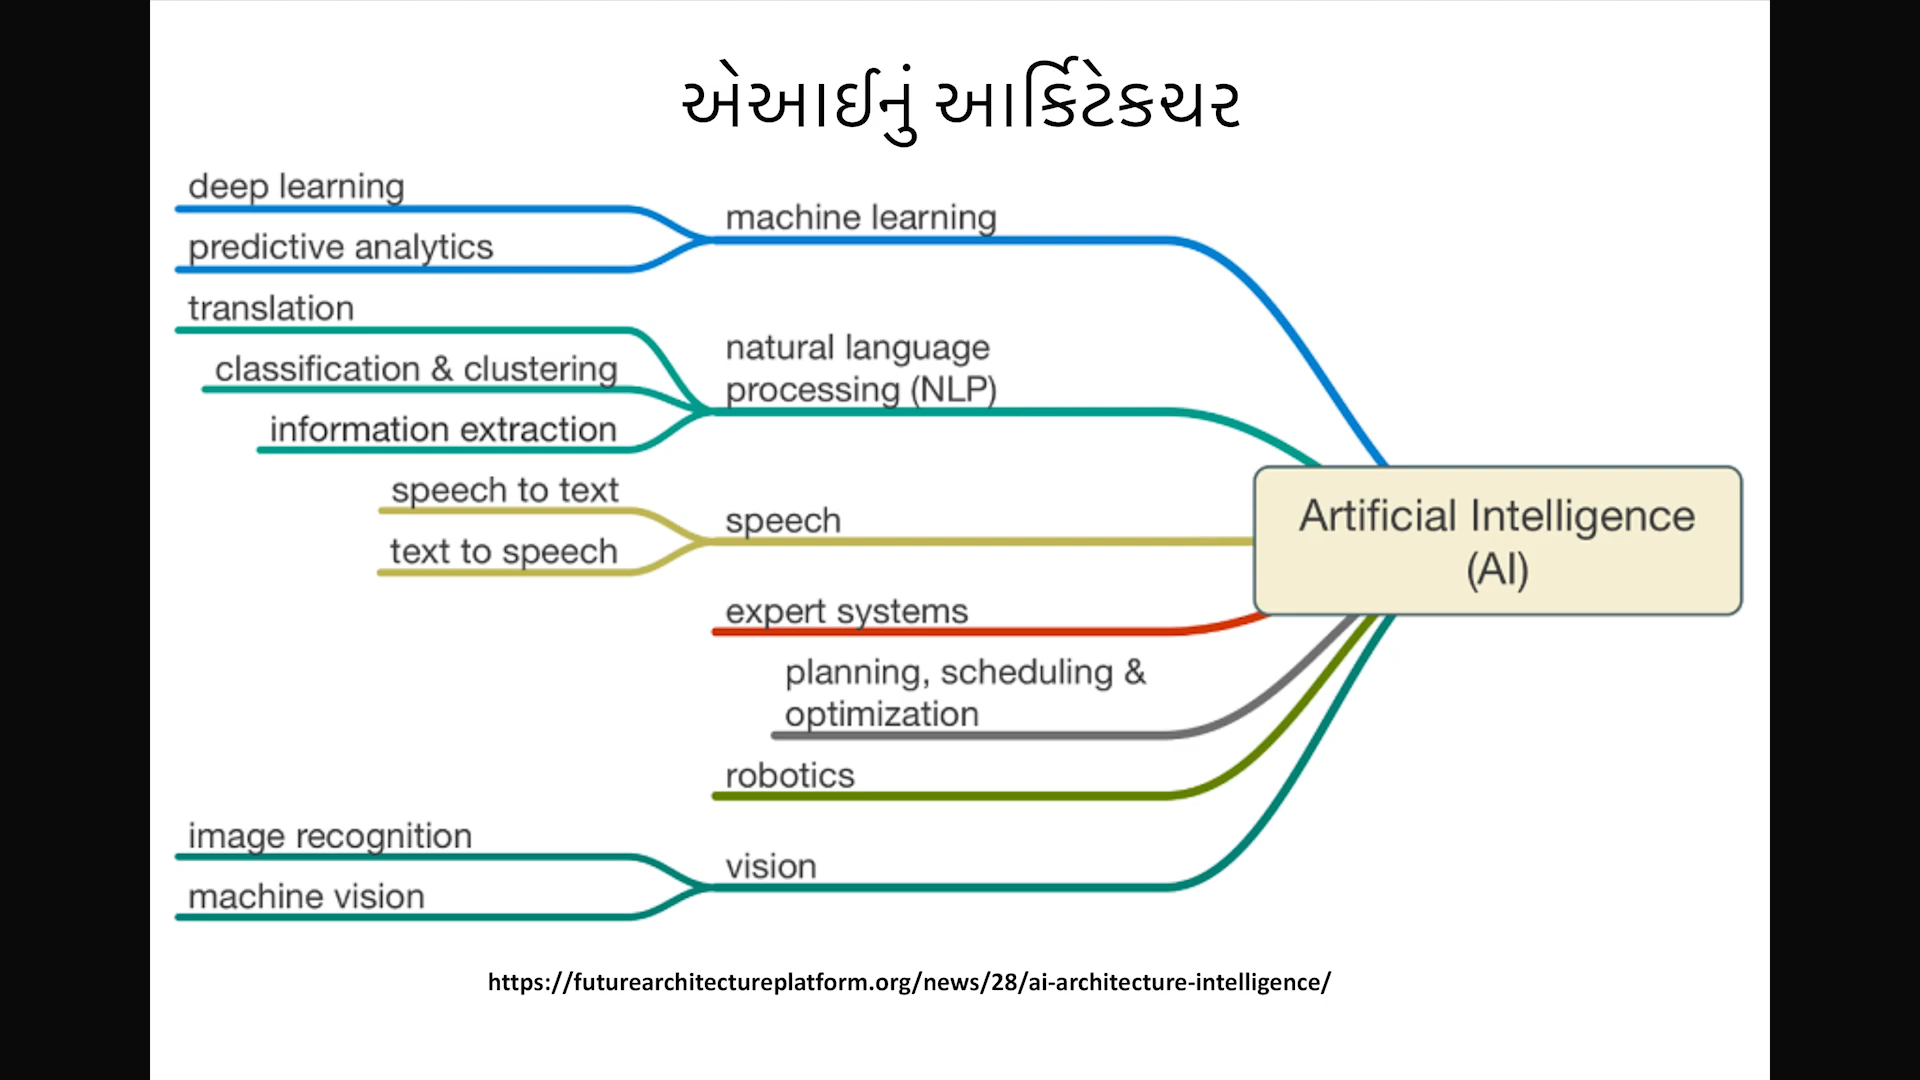 એઆઈનું આર્કિટેકચર
deep learning
predictive analytics
machine learning
translation
classification & clustering
information extraction
natural language
processing (NLP)
speech to text
text to speech
speech
expert systems
planning, scheduling &
optimization
robotics
image recognition
machine vision
vision
Artificial Intelligence
(AI)
https://futurearchitectureplatform.org/news/28/ai-architecture-intelligence/